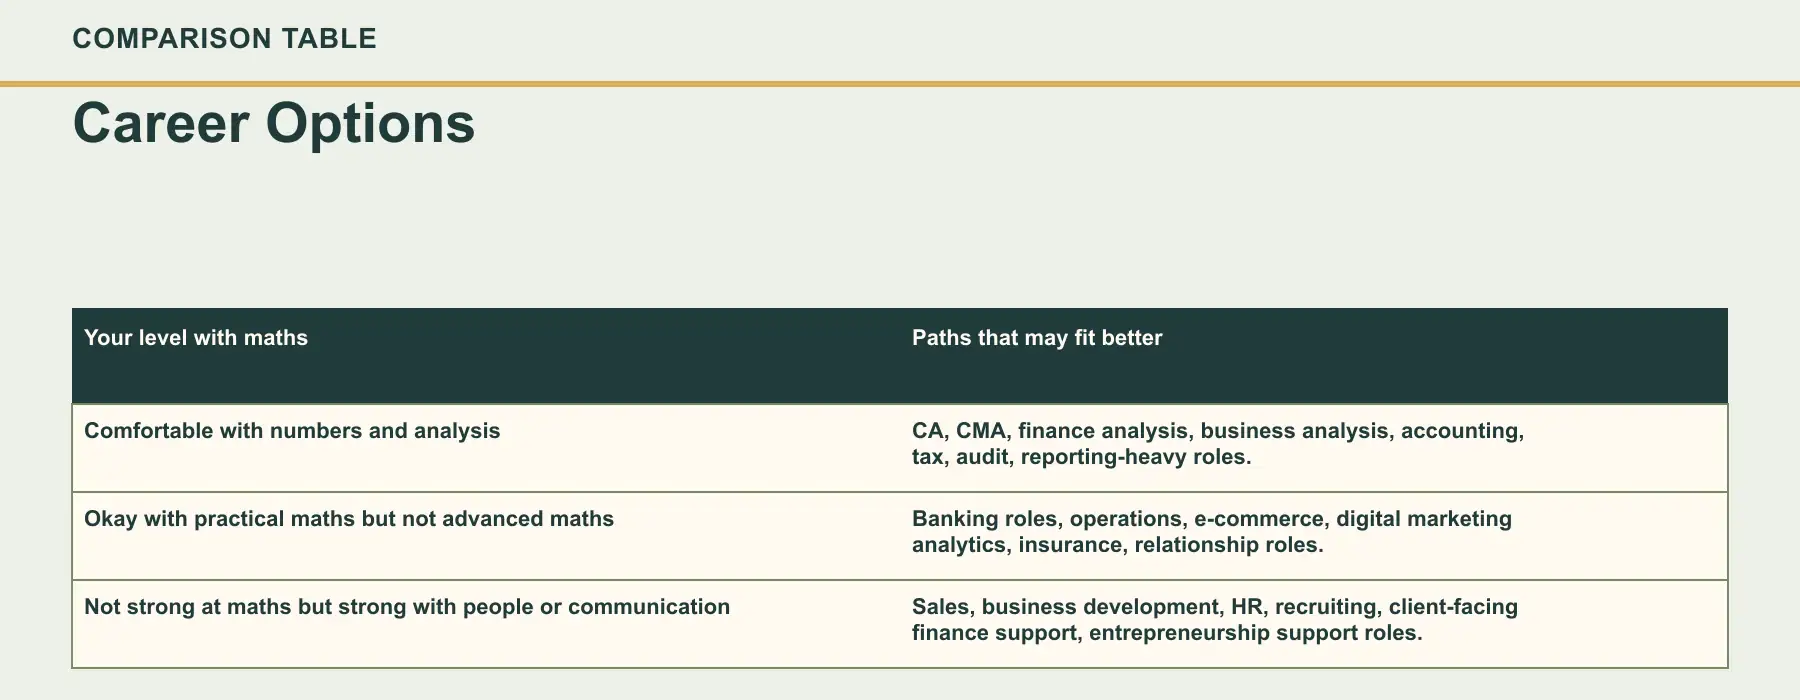 COMPARISON TABLE
Career Options
Your level with maths
Paths that may fit better
Comfortable with numbers and analysis
CA, CMA, finance analysis, business analysis, accounting,
tax, audit, reporting-heavy roles.
Okay with practical maths but not advanced maths
Banking roles, operations, e-commerce, digital marketing
analytics, insurance, relationship roles.
Not strong at maths but strong with people or communication
Sales, business development, HR, recruiting, client-facing
finance support, entrepreneurship support roles.